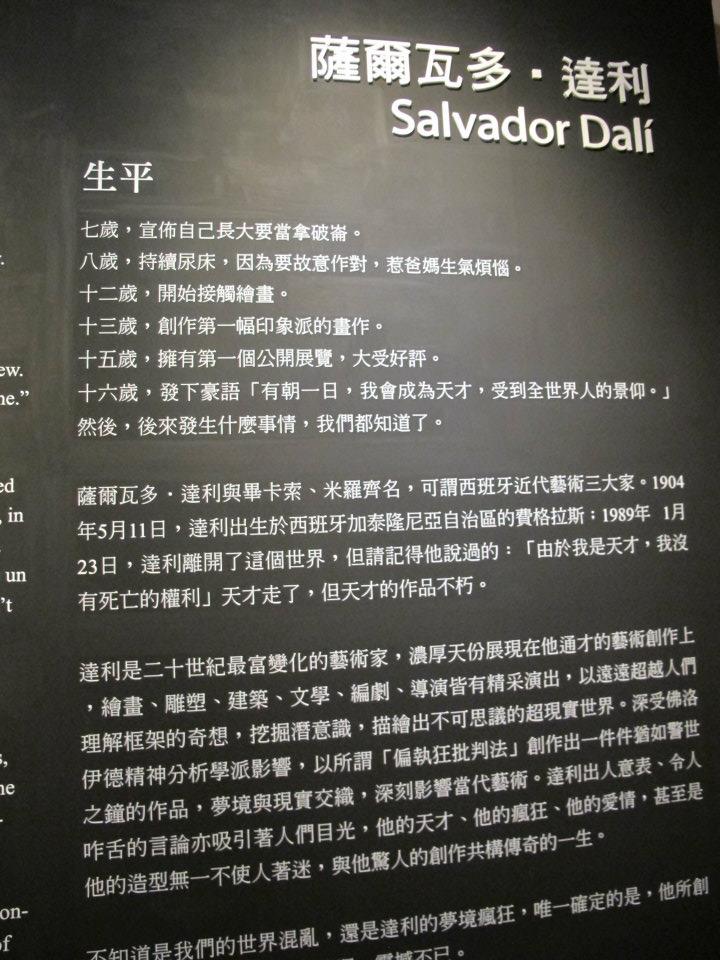 薩爾瓦多・達利
Salvador Dalí
生平
七歲，宣佈自己長大要當拿破崙。
八歲，持續尿床，因為要故意作對，惹爸媽生氣煩惱。
十二歲，開始接觸繪畫。
十三歲，創作第一幅印象派的畫作。
十五歲，擁有第一個公開展覽，大受好評。
十六歲，發下豪語「有朝一日，我會成為天才，受到全世界人的景仰。」
然後，後來發生什麼事情，我們都知道了。
薩爾瓦多・達利與畢卡索、米羅齊名，可謂西班牙近代藝術三大家。1904
年5月11日，達利出生於西班牙加泰隆尼亞自治區的費格拉斯；1989年 1月
23日，達利離開了這個世界，但請記得他說過的：「由於我是天才，我沒
有死亡的權利」天才走了，但天才的作品不朽。
達利是二十世紀最富變化的藝術家，濃厚天份展現在他通才的藝術創作上
，繪畫、雕塑、建築、文學、編劇、導演皆有精采演出，以遠遠超越人們
理解框架的奇想，挖掘潛意識，描繪出不可思議的超現實世界。深受佛洛
伊德精神分析學派影響，以所謂「偏執狂批判法」創作出一件件猶如警世
之鐘的作品，夢境與現實交織，深刻影響當代藝術。達利出人意表、令人
咋舌的言論亦吸引著人們目光，他的天才、他的瘋狂、他的愛情，甚至是
他的造型無一不使人著迷，與他驚人的創作共構傳奇的一生。
不知道是我們的世界混亂，還是達利的夢境瘋狂，唯一確定的是，他所創
震撼不已。
ew.
ne.”
ed
, in
un
’t
s,
ne
on-
of